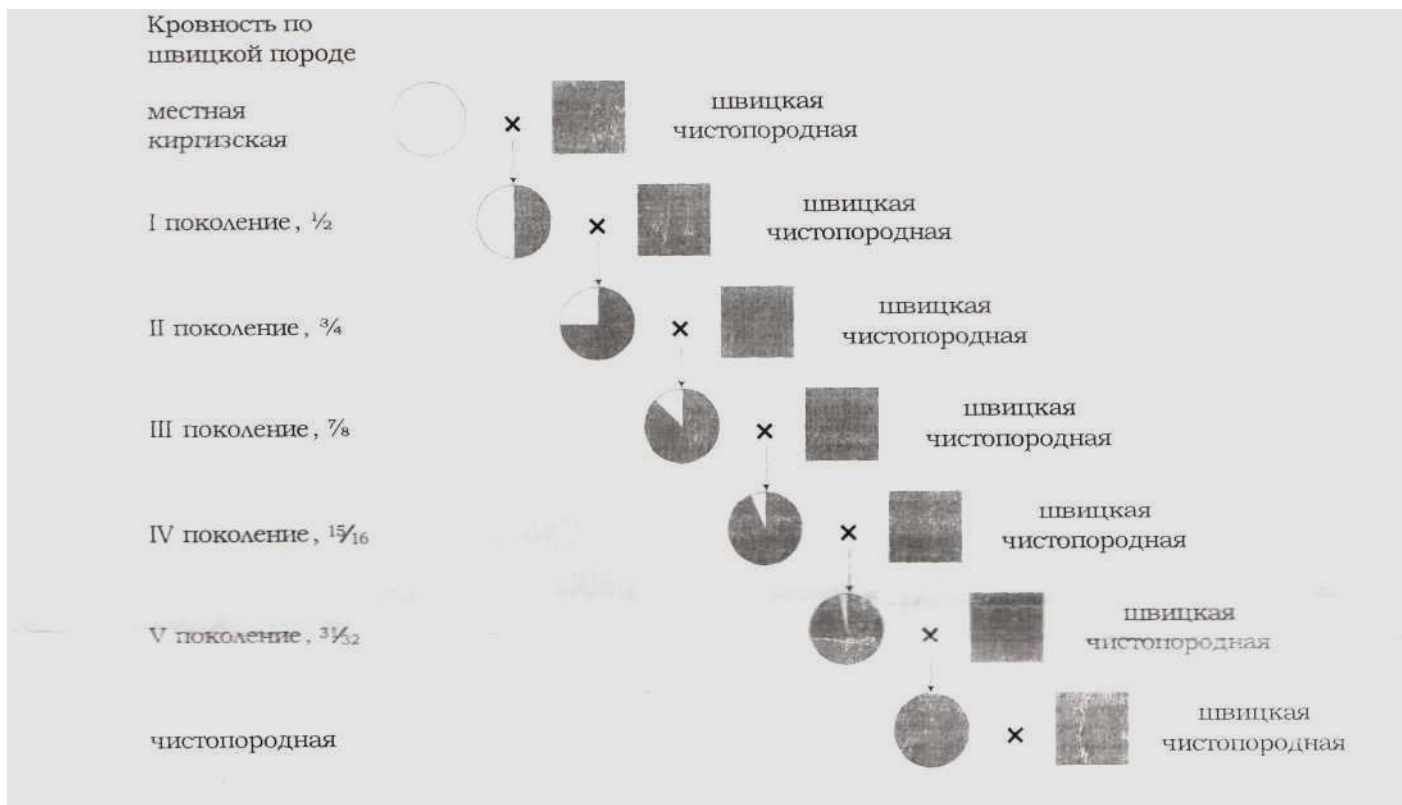 Кровность по
швицкой породе
местная
киргизская
×
швицкая
чистопородная
I поколение, ½
×
швицкая
чистопородная
II поколение, ¾
×
швицкая
чистопородная
III поколение, ⅞
×
швицкая
чистопородная
IV поколение, 15/16
×
швицкая
чистопородная
V поколение, 31/32
×
швицкая
чистопородная
чистопородная
×
швицкая
чистопородная